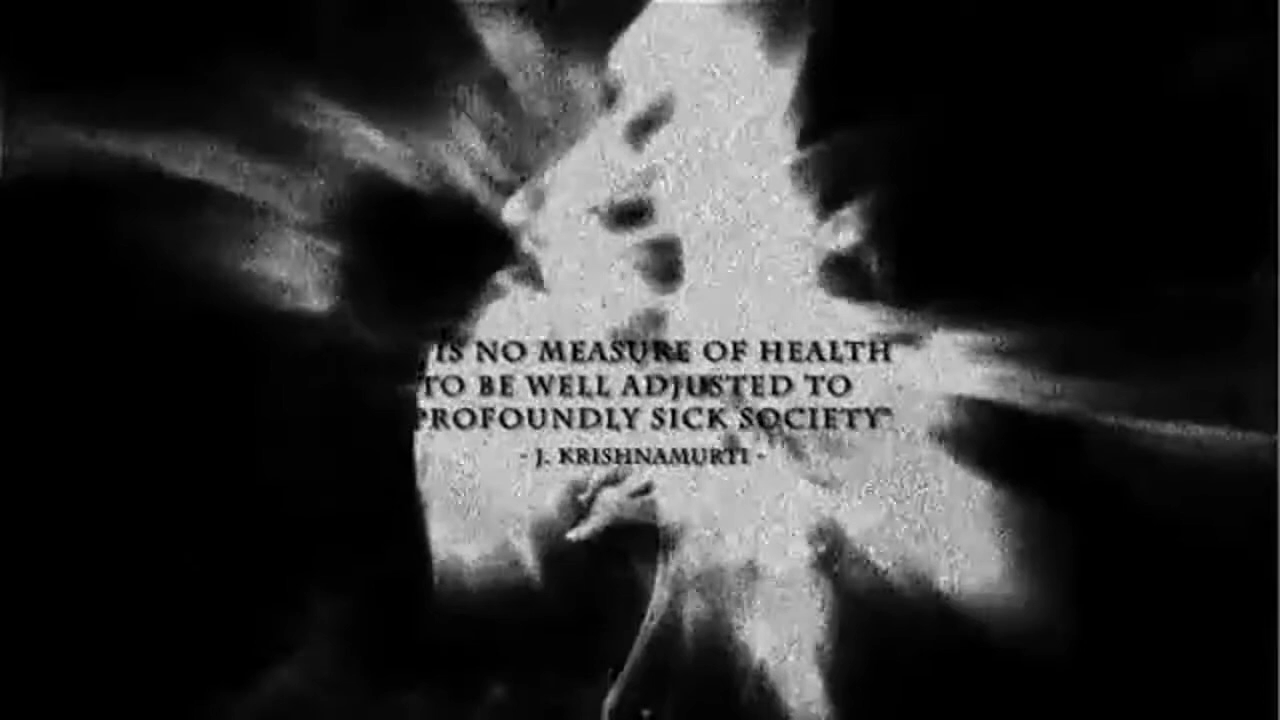 IS NO MEASURE OF HEALTH
TO BE WELL ADJUSTED TO
PROFOUNDLY SICK SOCIETY"
- J. KRISHNAMURTI -